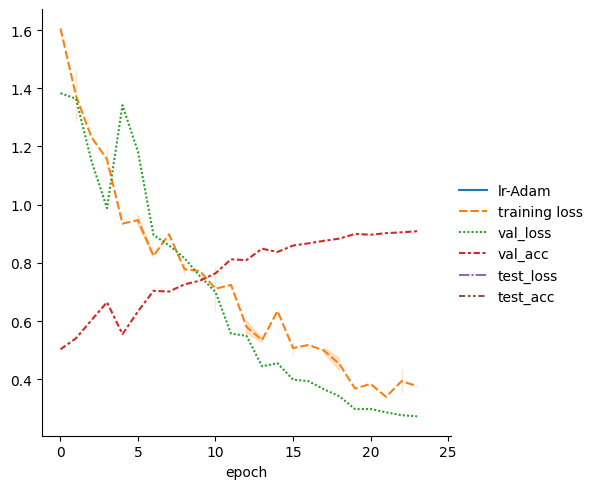 1.6
1.4
1.2
1.0
0.8
0.6
0.4
0
5
10
15
20
25
epoch
lr-Adam
training loss
val_loss
val_acc
test_loss
test_acc